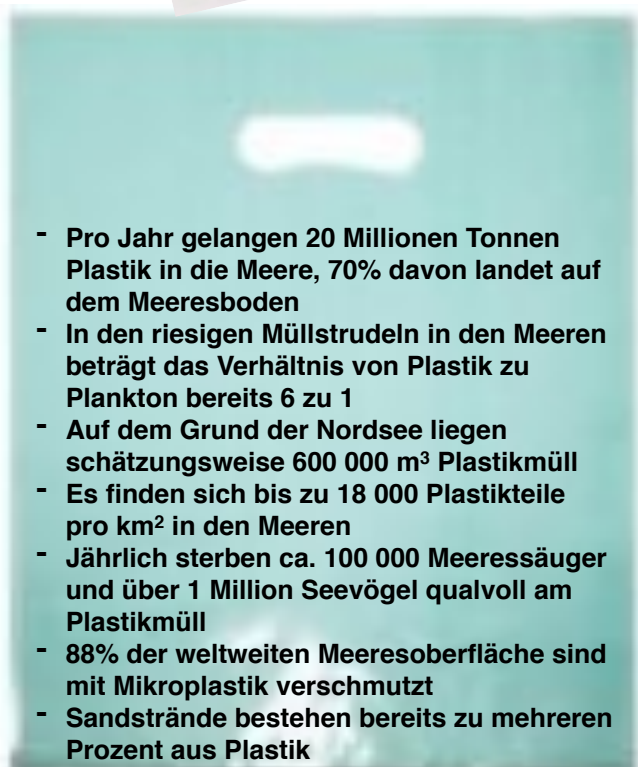 - Pro Jahr gelangen 20 Millionen Tonnen
Plastik in die Meere, 70% davon landet auf
dem Meeresboden
- In den riesigen Müllstrudeln in den Meeren
beträgt das Verhältnis von Plastik zu
Plankton bereits 6 zu 1
- Auf dem Grund der Nordsee liegen
schätzungsweise 600 000 m³ Plastikmüll
- Es finden sich bis zu 18 000 Plastikteile
pro km² in den Meeren
- Jährlich sterben ca. 100 000 Meeressäuger
und über 1 Million Seevögel qualvoll am
Plastikmüll
- 88% der weltweiten Meeresoberfläche sind
mit Mikroplastik verschmutzt
- Sandstrände bestehen bereits zu mehreren
Prozent aus Plastik